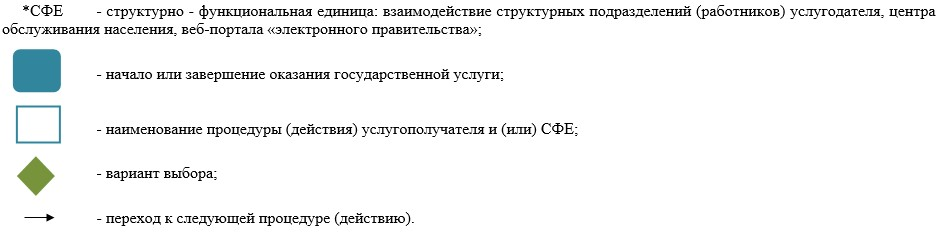 *СФЕ - структурно - функциональная единица: взаимодействие структурных подразделений (работников) услугодателя, центра
обслуживания населения, веб-портала «электронного правительства»;
- начало или завершение оказания государственной услуги;
- наименование процедуры (действия) услугополучателя и (или) СФЕ;
- вариант выбора;
- переход к следующей процедуре (действию).